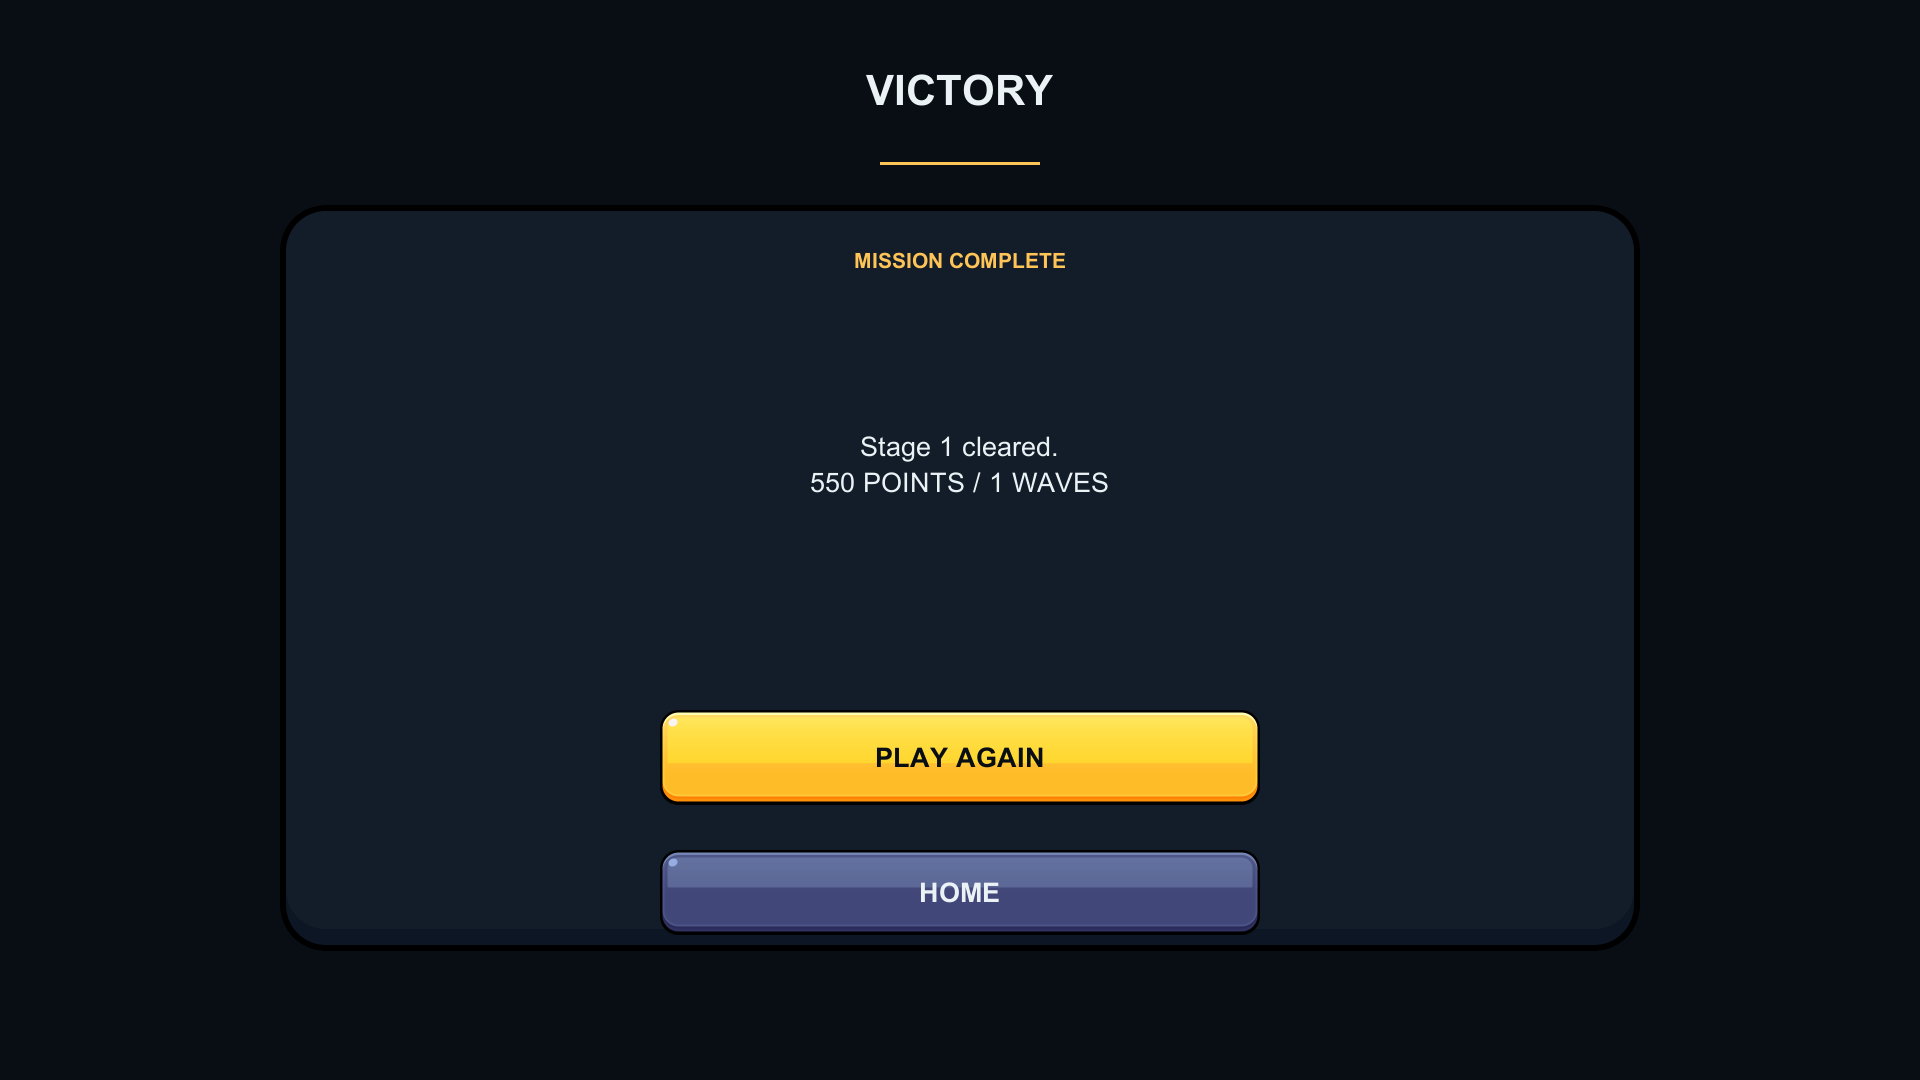 VICTORY
MISSION COMPLETE
Stage 1 cleared.
550 POINTS / 1 WAVES
PLAY AGAIN
HOME